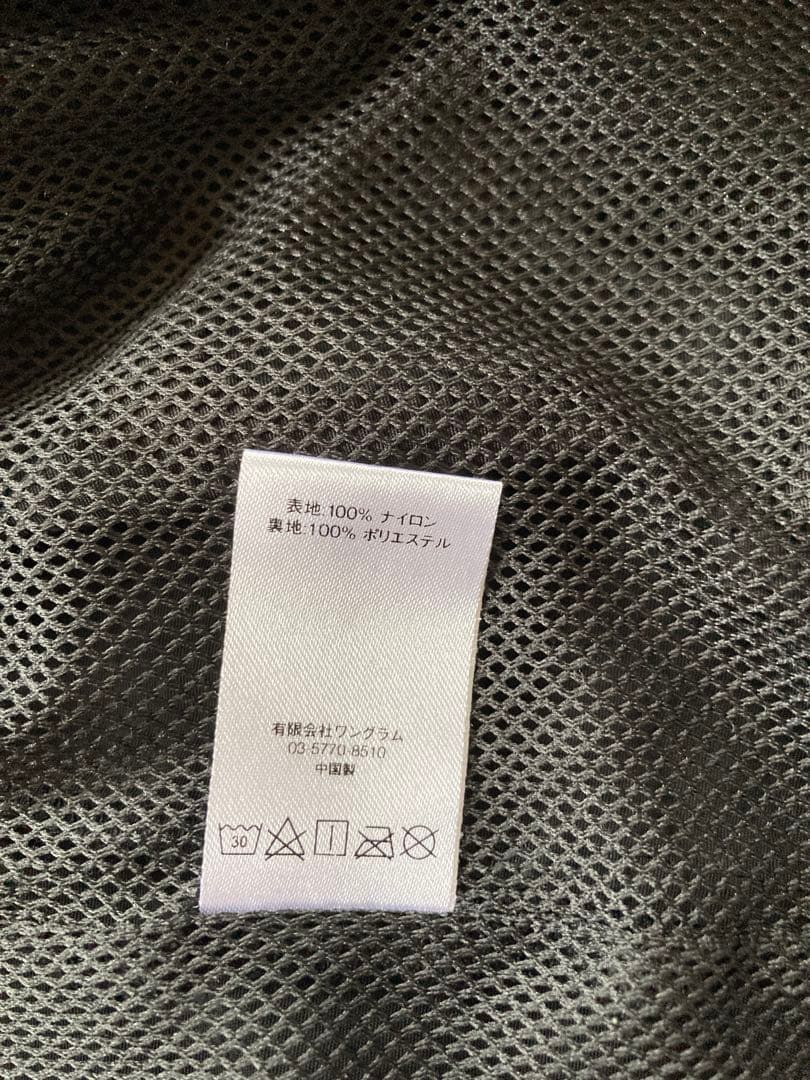 表地:100% ナイロン
裏地:100% ポリエステル
有限会社ワングラム
03-5770-8510
中国製
30